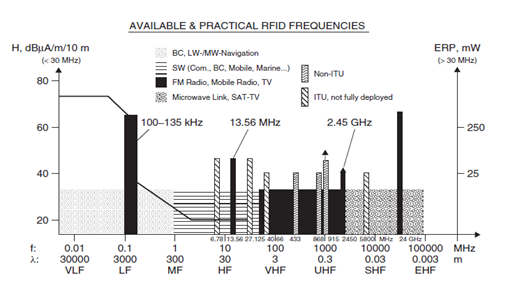 AVAILABLE & PRACTICAL RFID FREQUENCIES
H, dBµA/m/10 m
(< 30 MHz)
ERP, mW
(> 30 MHz)
BC, LW-/MW-Navigation
SW (Com., BC, Mobile, Marine...)
FM Radio, Mobile Radio, TV
Microwave Link, SAT-TV
Non-ITU
ITU, not fully deployed
80
60
40
20
250
25
100–135 kHz
13.56 MHz
2.45 GHz
6.78 13.56 27.125 40.66 433 868 915 2450 5800 MHz 24 GHz
f: 0.01 0.1 1 10 100 1000 10000 100000 MHz
λ: 30000 3000 300 30 3 0.3 0.03 0.003 m
VLF LF MF HF VHF UHF SHF EHF